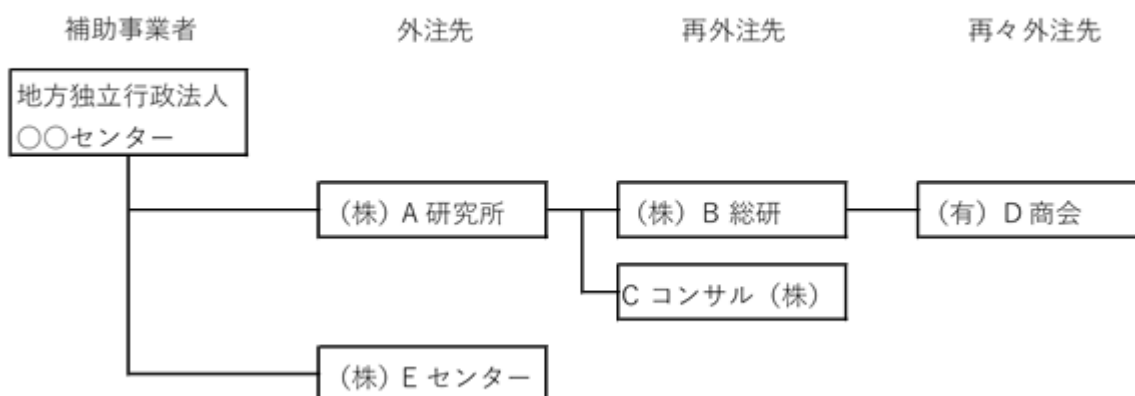 補助事業者
外注先
再外注先
再々外注先
地方独立行政法人
○○センター
(株)A 研究所
(株)B 総研
(有)D 商会
C コンサル(株)
(株)E センター